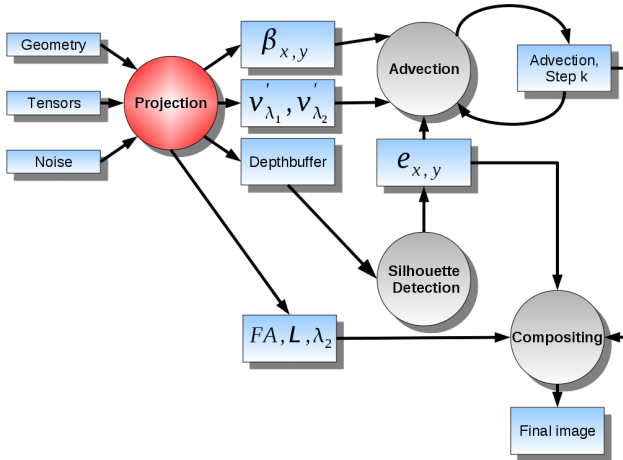 Geometry
Tensors
Noise
Projection
β x, y
v'λ₁, v'λ₂
Depthbuffer
Advection
Advection,
Step k
e x, y
Silhouette
Detection
FA, L, λ₂
Compositing
Final image